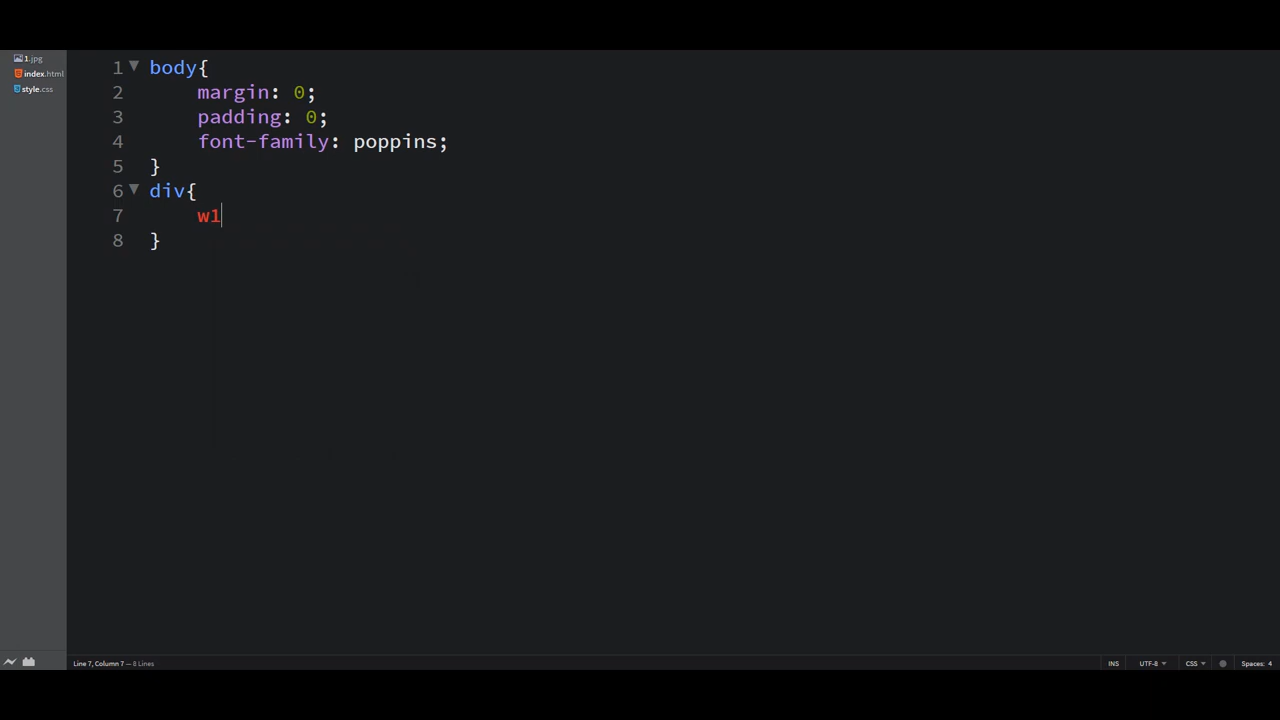 1.jpg
index.html
style.css
1 body{
2 margin: 0;
3 padding: 0;
4 font-family: poppins;
5 }
6 div{
7 w1
8 }
Line 7, Column 7 — 8 Lines
INS UTF-8 CSS Spaces: 4